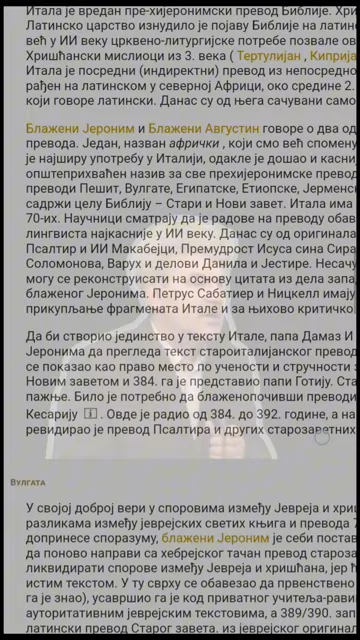 Итала је вредан пре-хијеронимски превод Библије. Хри
Латинско царство изнудило је појаву Библије на латин
већ у ИИ веку црквено-литургијске потребе позвале ов
Хришћански мислиоци из 3. века ( Тертулијан , Киприја
Итала је посредни (индиректни) превод из непосредно
рађен на латинском у северној Африци, око средине 2.
који говоре латински. Данас су од њега сачувани само
Блажени Јероним и Блажени Августин говоре о два од
превода. Један, назван афрички , који смо већ спомену
је најширу употребу у Италији, одакле је дошао и касни
општеприхваћен назив за све прехијеронимске превод
преводи Пешит, Вулгате, Египатске, Етиопске, Јерменс
садржи целу Библију – Стари и Нови завет. Итала има
70-их. Научници сматрају да је радове на преводу обав
лингвиста најкасније у ИИ веку. Данас су од оригинала
Псалтир и ИИ Макабејци, Премудрост Исуса сина Сира
Соломонова, Варух и делови Данила и Јестире. Несачу
могу се реконструисати на основу цитата из дела запа
блаженог Јеронима. Петрус Сабатиер и Ницкелл имају
прикупљање фрагмената Итале и за њихово критичко
Да би створио јединство у тексту Итале, папа Дамаз И
Јеронима да прегледа текст староиталијанског превод
се показао као право место по учености и стручности з
Новим заветом и 384. га је представио папи Готију. Ста
пажње. Било је потребно да блаженопочивши преводи
Кесарију . Овде је радио од 384. до 392. године, а на
ревидирао је превод Псалтира и других старозаветних
Вулгата
У својој доброј вери у споровима између Јевреја и хриш
разликама између јеврејских светих књига и превода 7
допринесе споразуму, блажени Јероним је себи постав
да поново направи са хебрејског тачан превод староза
ликвидирати спорове између Јевреја и хришћана, јер ћ
истим текстом. У ту сврху се обавезао да првенствено
га је знао), усавршио га је код приватног учитеља-рави
ауторитативним јеврејским текстовима, а 389/390. зап
латински превод Старог завета, из јеврејског оригинал